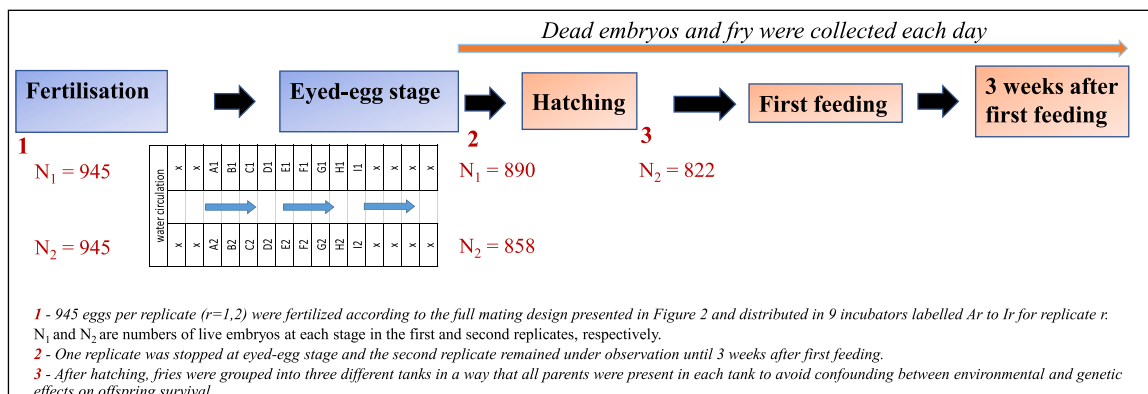 Dead embryos and fry were collected each day
Fertilisation
Eyed-egg stage
Hatching
First feeding
3 weeks after
first feeding
1
2
3
N1 = 945
N1 = 890
N2 = 822
water circulation
x x A1 B1 C1 D1 E1 F1 G1 H1 I1 x x x x
x x A2 B2 C2 D2 E2 F2 G2 H2 I2 x x x x
N2 = 945
N2 = 858
1 - 945 eggs per replicate (r=1,2) were fertilized according to the full mating design presented in Figure 2 and distributed in 9 incubators labelled Ar to Ir for replicate r.
N1 and N2 are numbers of live embryos at each stage in the first and second replicates, respectively.
2 - One replicate was stopped at eyed-egg stage and the second replicate remained under observation until 3 weeks after first feeding.
3 - After hatching, fries were grouped into three different tanks in a way that all parents were present in each tank to avoid confounding between environmental and genetic
effects on offspring survival